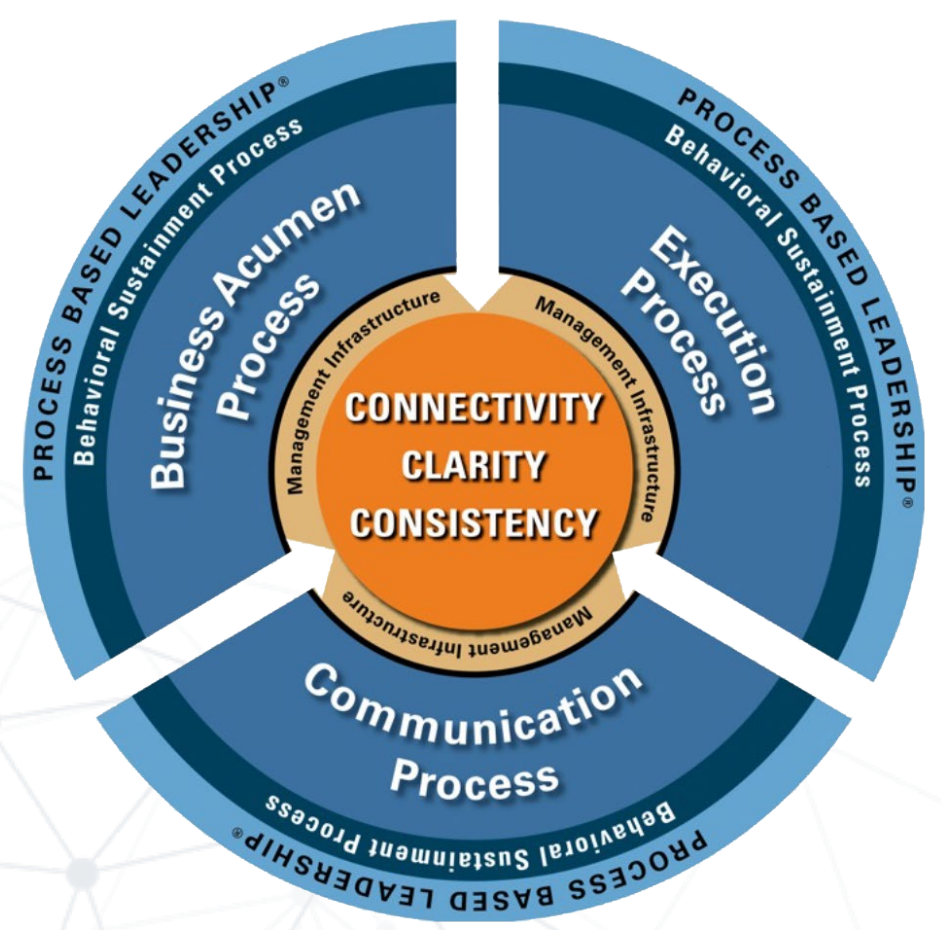 PROCESS BASED LEADERSHIP®
Behavioral Sustainment Process
Business Acumen
Process
Management Infrastructure
PROCESS BASED LEADERSHIP®
Behavioral Sustainment Process
Execution
Process
Management Infrastructure
CONNECTIVITY
CLARITY
CONSISTENCY
Management Infrastructure
Communication
Process
Behavioral Sustainment Process
PROCESS BASED LEADERSHIP®